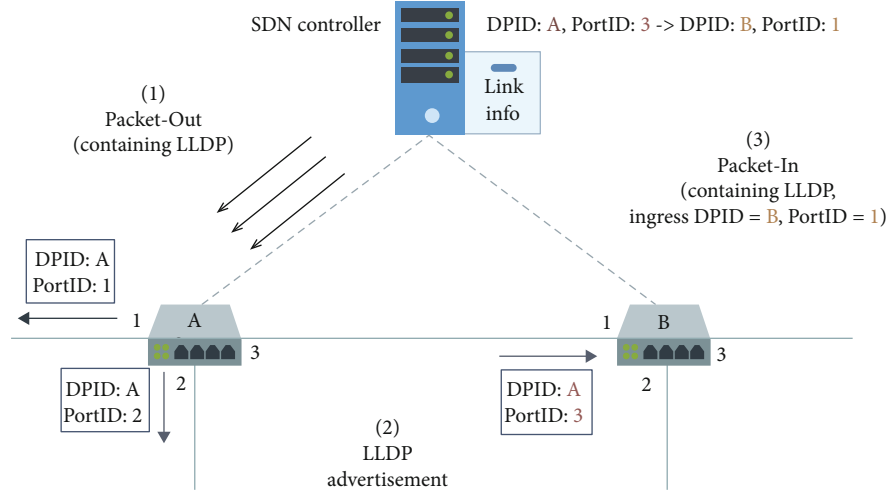 SDN controller
DPID: A, PortID: 3 -> DPID: B, PortID: 1
Link
info
(1)
Packet-Out
(containing LLDP)
(3)
Packet-In
(containing LLDP,
ingress DPID = B, PortID = 1)
DPID: A
PortID: 1
1
A
3
2
DPID: A
PortID: 2
1
B
3
2
DPID: A
PortID: 3
(2)
LLDP
advertisement